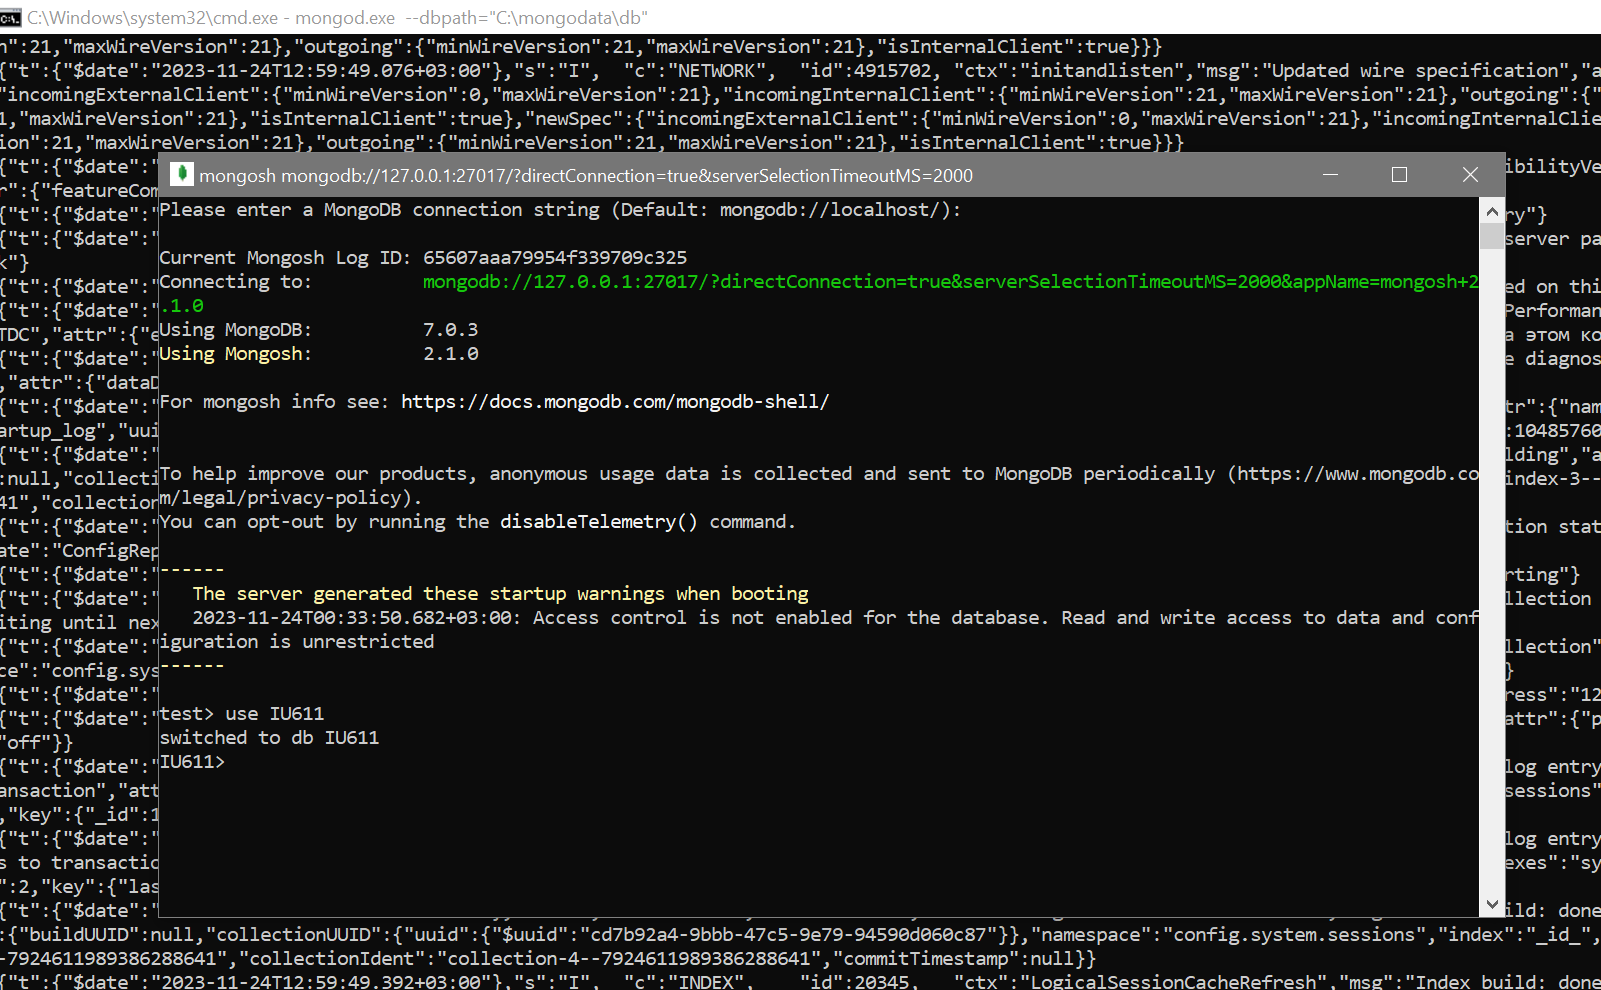 C:\Windows\system32\cmd.exe - mongod.exe  --dbpath="C:\mongodata\db"
n":21,"maxWireVersion":21},"outgoing":{"minWireVersion":21,"maxWireVersion":21},"isInternalClient":true}}}
{"t":{"$date":"2023-11-24T12:59:49.076+03:00"},"s":"I",  "c":"NETWORK",  "id":4915702, "ctx":"initandlisten","msg":"Updated wire specification","a
"incomingExternalClient":{"minWireVersion":0,"maxWireVersion":21},"incomingInternalClient":{"minWireVersion":21,"maxWireVersion":21},"outgoing":{"
1,"maxWireVersion":21},"isInternalClient":true},"newSpec":{"incomingExternalClient":{"minWireVersion":0,"maxWireVersion":21},"incomingInternalClie
ion":21,"maxWireVersion":21},"outgoing":{"minWireVersion":21,"maxWireVersion":21},"isInternalClient":true}}}
{"t":{"$date":" ibilityVe
r":{"featureCom
{"t":{"$date":" ry"}
{"t":{"$date":" server pa
k"}
{"t":{"$date":" ed on thi
{"t":{"$date":" Performan
TDC","attr":{"e а этом ко
{"t":{"$date":" e diagnos
,"attr":{"dataD
{"t":{"$date":" tr":{"nam
artup_log","uui :10485760
{"t":{"$date":" lding","a
:null,"collecti index-3--
41","collection
{"t":{"$date":" tion stat
ate":"ConfigRep
{"t":{"$date":" rting"}
{"t":{"$date":" llection
iting until nex
{"t":{"$date":" llection"
ce":"config.sys }
{"t":{"$date":" ress":"12
{"t":{"$date":" attr":{"p
"off"}}
{"t":{"$date":" log entry
ansaction","att sessions"
,"key":{"_id":1
{"t":{"$date":" log entry
s to transactic exes":"sy
":2,"key":{"las
{"t":{"$date":" ild: done
mongosh mongodb://127.0.0.1:27017/?directConnection=true&serverSelectionTimeoutMS=2000
Please enter a MongoDB connection string (Default: mongodb://localhost/):
Current Mongosh Log ID: 65607aaa79954f339709c325
Connecting to:          mongodb://127.0.0.1:27017/?directConnection=true&serverSelectionTimeoutMS=2000&appName=mongosh+2
.1.0
Using MongoDB:          7.0.3
Using Mongosh:          2.1.0
For mongosh info see: https://docs.mongodb.com/mongodb-shell/
To help improve our products, anonymous usage data is collected and sent to MongoDB periodically (https://www.mongodb.co
m/legal/privacy-policy).
You can opt-out by running the disableTelemetry() command.
------
   The server generated these startup warnings when booting
   2023-11-24T00:33:50.682+03:00: Access control is not enabled for the database. Read and write access to data and conf
iguration is unrestricted
------
test> use IU611
switched to db IU611
IU611>
:{"buildUUID":null,"collectionUUID":{"uuid":{"$uuid":"cd7b92a4-9bbb-47c5-9e79-94590d060c87"}},"namespace":"config.system.sessions","index":"_id_",
-7924611989386288641","collectionIdent":"collection-4--7924611989386288641","commitTimestamp":null}}
{"t":{"$date":"2023-11-24T12:59:49.392+03:00"},"s":"I",  "c":"INDEX",    "id":20345,   "ctx":"LogicalSessionCacheRefresh","msg":"Index build: done